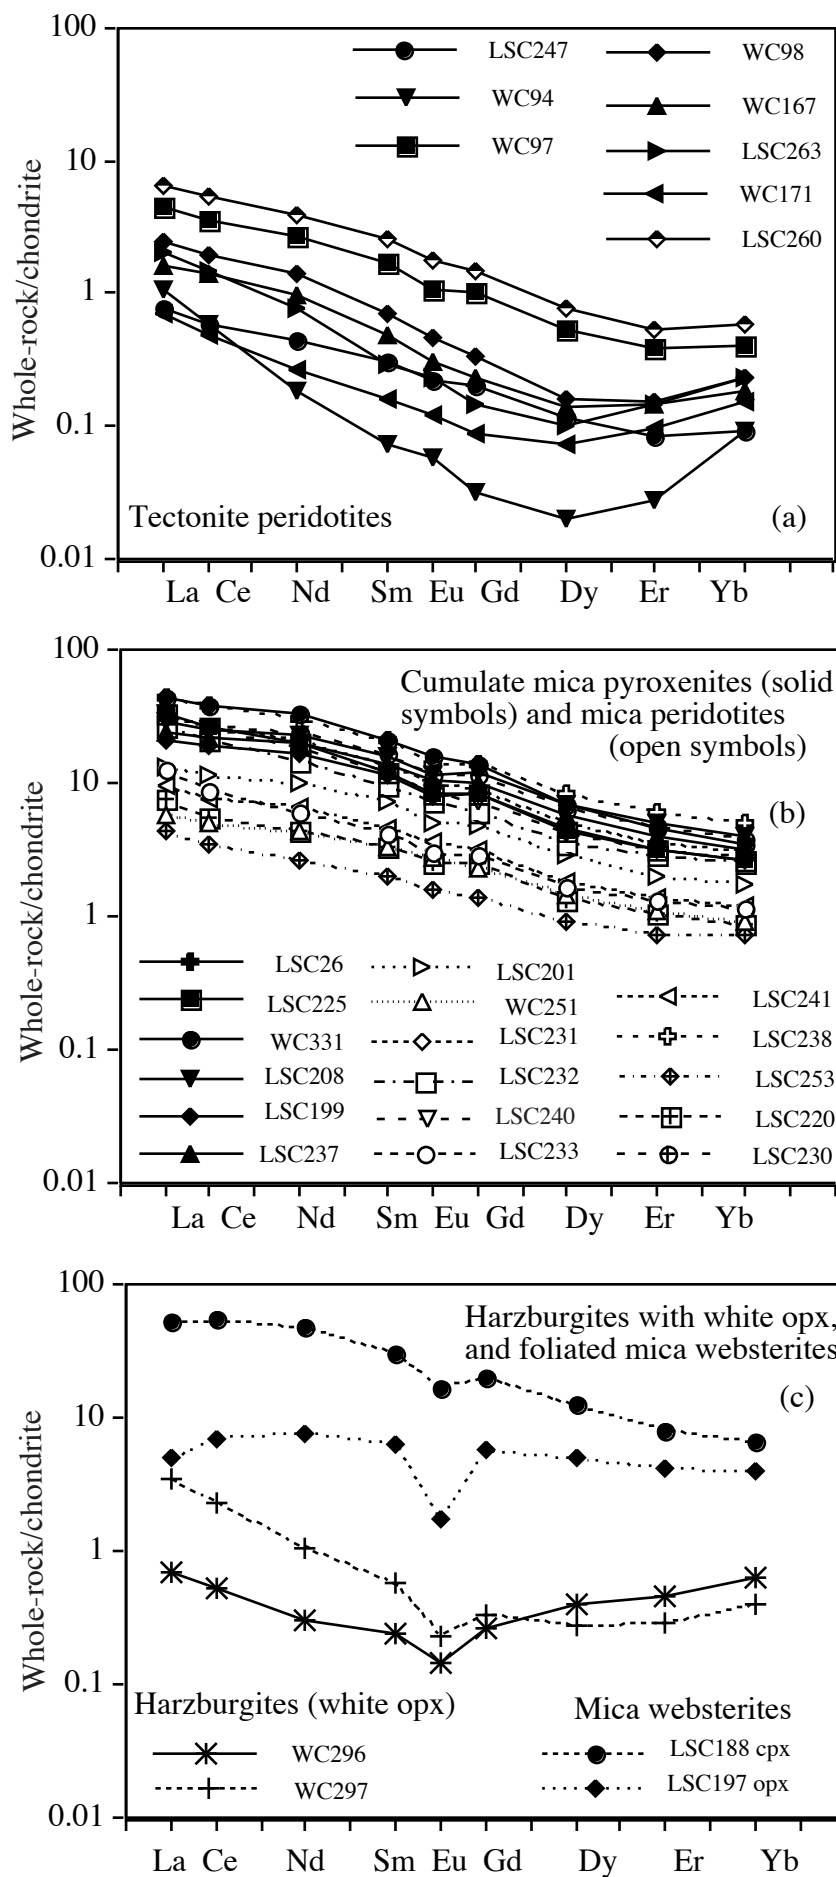 100
10
1
0.1
0.01
Whole-rock/chondrite
LSC247
WC94
WC97
WC98
WC167
LSC263
WC171
LSC260
Tectonite peridotites
(a)
La Ce Nd Sm Eu Gd Dy Er Yb
100
10
1
0.1
0.01
Whole-rock/chondrite
Cumulate mica pyroxenites (solid
symbols) and mica peridotites
(open symbols)
(b)
LSC26
LSC225
WC331
LSC208
LSC199
LSC237
LSC201
WC251
LSC231
LSC232
LSC240
LSC233
LSC241
LSC238
LSC253
LSC220
LSC230
La Ce Nd Sm Eu Gd Dy Er Yb
100
10
1
0.1
0.01
Whole-rock/chondrite
Harzburgites with white opx,
and foliated mica websterites
(c)
Harzburgites (white opx)
WC296
WC297
Mica websterites
LSC188 cpx
LSC197 opx
La Ce Nd Sm Eu Gd Dy Er Yb